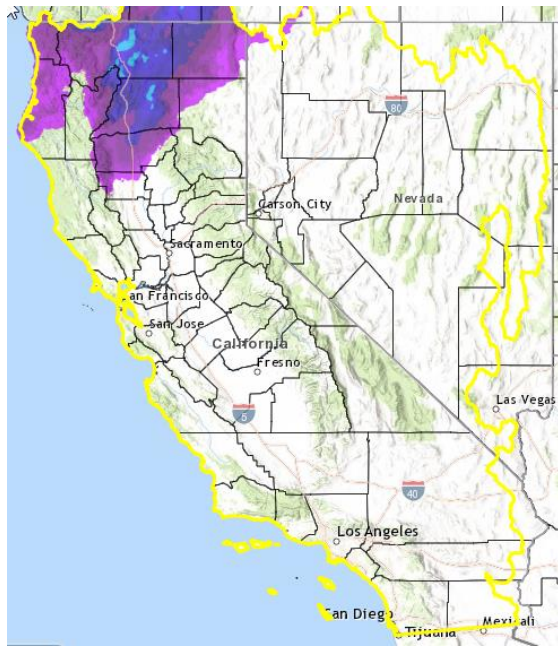 80
Carson City
Nevada
Sacramento
San Francisco
San Jose
California
Fresno
5
Las Vegas
40
Los Angeles
San Diego
Mexicali
Tijuana